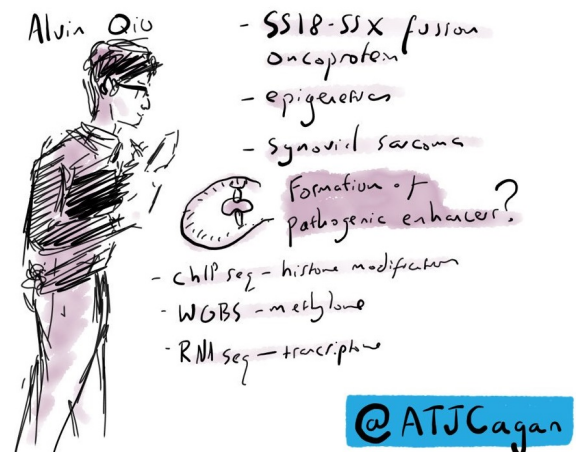 Alvin Qiu
- SS18-SSX fusion
oncoprotein
- epigenetics
- Synovial sarcoma
Formation of
pathogenic enhancers?
- ChIP seq - histone modification
- WGBS - methylome
- RNA seq - transcriptome
@ATJCagan